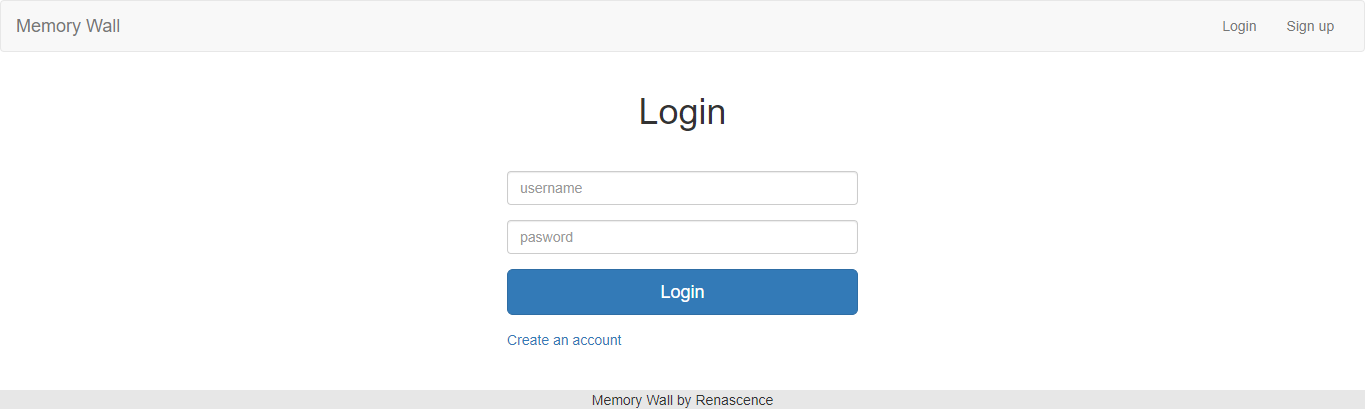 Memory Wall Login Sign up
Login
username
pasword
Login
Create an account
Memory Wall by Renascence